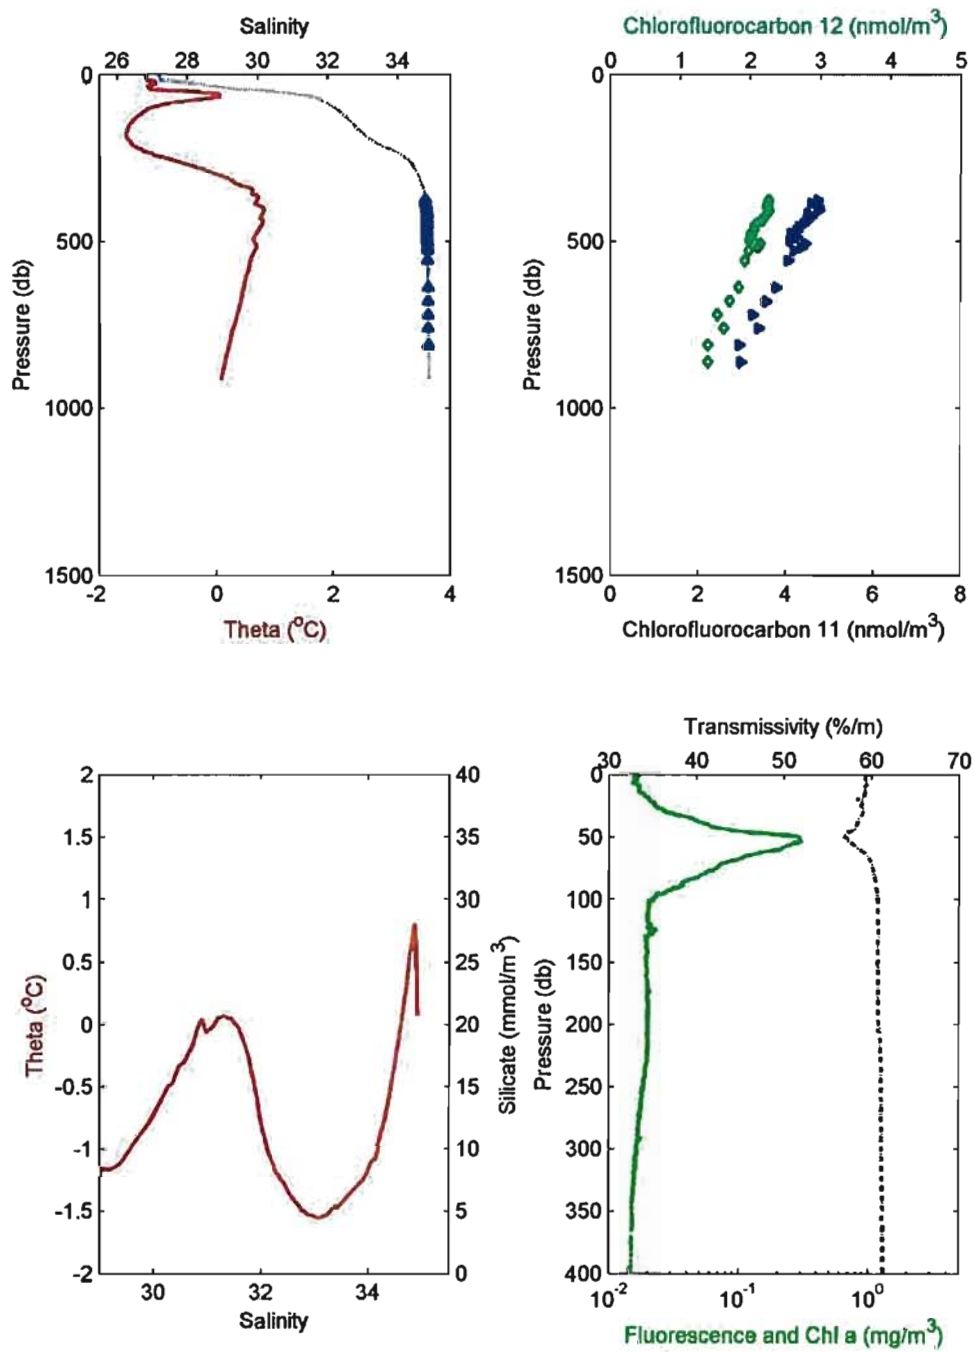 Salinity
26 28 30 32 34
0
500
1000
1500
Pressure (db)
-2 0 2 4
Theta (°C)
Chlorofluorocarbon 12 (nmol/m³)
0 1 2 3 4 5
0
500
1000
1500
Pressure (db)
0 2 4 6 8
Chlorofluorocarbon 11 (nmol/m³)
2
1.5
1
0.5
0
-0.5
-1
-1.5
-2
Theta (°C)
40
35
30
25
20
15
10
5
0
Silicate (mmol/m³)
30 32 34
Salinity
Transmissivity (%/m)
30 40 50 60 70
0
50
100
150
200
250
300
350
400
Pressure (db)
10⁻² 10⁻¹ 10⁰
Fluorescence and Chl a (mg/m³)